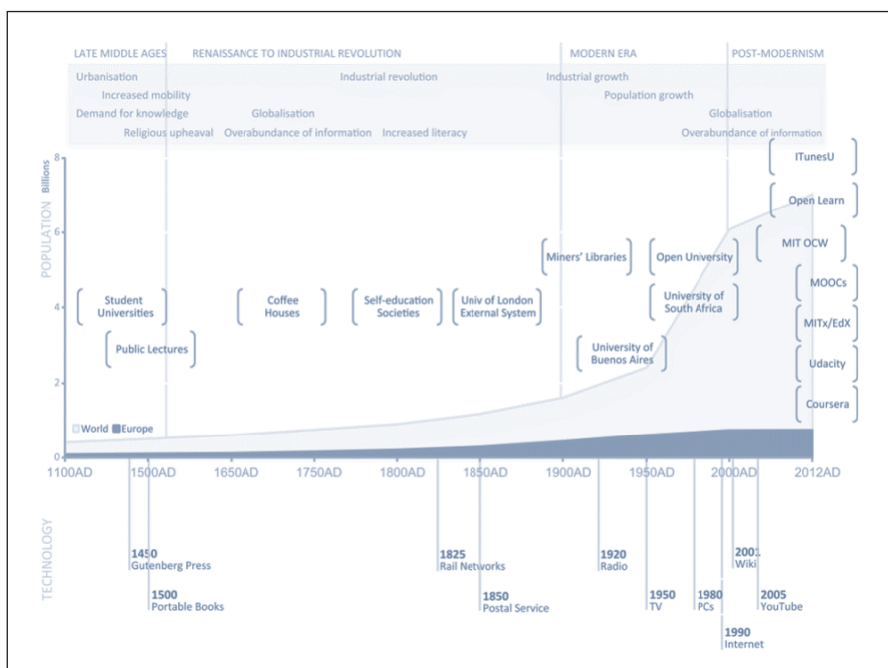 LATE MIDDLE AGES
RENAISSANCE TO INDUSTRIAL REVOLUTION
MODERN ERA
POST-MODERNISM
Urbanisation
Industrial revolution
Industrial growth
Increased mobility
Population growth
Demand for knowledge
Globalisation
Globalisation
Religious upheaval
Overabundance of information
Increased literacy
Overabundance of information
POPULATION Billions
8
6
4
2
0
ITunesU
Open Learn
MIT OCW
Miners' Libraries
Open University
MOOCs
Student
Universities
Coffee
Houses
Self-education
Societies
Univ of London
External System
University of
South Africa
MITx/EdX
Public Lectures
University of
Buenos Aires
Udacity
Coursera
World
Europe
1100AD
1500AD
1650AD
1750AD
1800AD
1850AD
1900AD
1950AD
2000AD
2012AD
TECHNOLOGY
1450
Gutenberg Press
1825
Rail Networks
1920
Radio
2001
Wiki
1500
Portable Books
1850
Postal Service
1950
TV
1980
PCs
2005
YouTube
1990
Internet